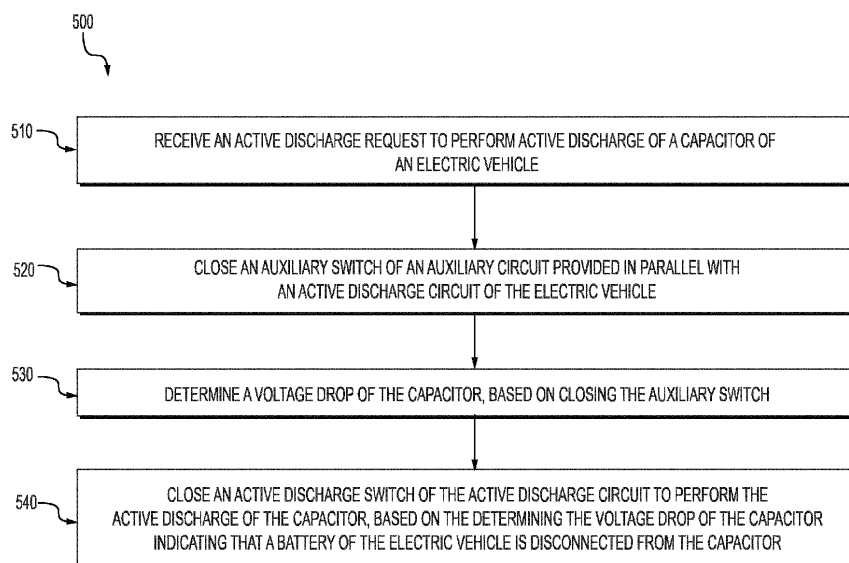 500
510
RECEIVE AN ACTIVE DISCHARGE REQUEST TO PERFORM ACTIVE DISCHARGE OF A CAPACITOR OF
AN ELECTRIC VEHICLE
520
CLOSE AN AUXILIARY SWITCH OF AN AUXILIARY CIRCUIT PROVIDED IN PARALLEL WITH
AN ACTIVE DISCHARGE CIRCUIT OF THE ELECTRIC VEHICLE
530
DETERMINE A VOLTAGE DROP OF THE CAPACITOR, BASED ON CLOSING THE AUXILIARY SWITCH
540
CLOSE AN ACTIVE DISCHARGE SWITCH OF THE ACTIVE DISCHARGE CIRCUIT TO PERFORM THE
ACTIVE DISCHARGE OF THE CAPACITOR, BASED ON THE DETERMINING THE VOLTAGE DROP OF THE CAPACITOR
INDICATING THAT A BATTERY OF THE ELECTRIC VEHICLE IS DISCONNECTED FROM THE CAPACITOR.